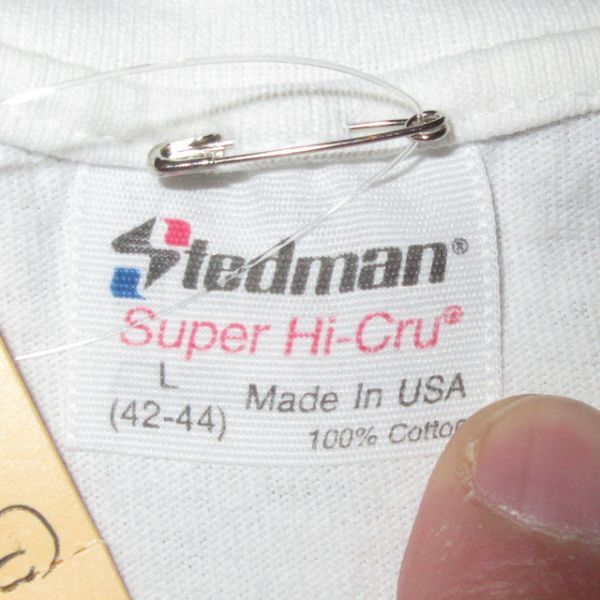 Stedman®
Super Hi-Cru®
L
(42-44)
Made In USA
100% Cotton